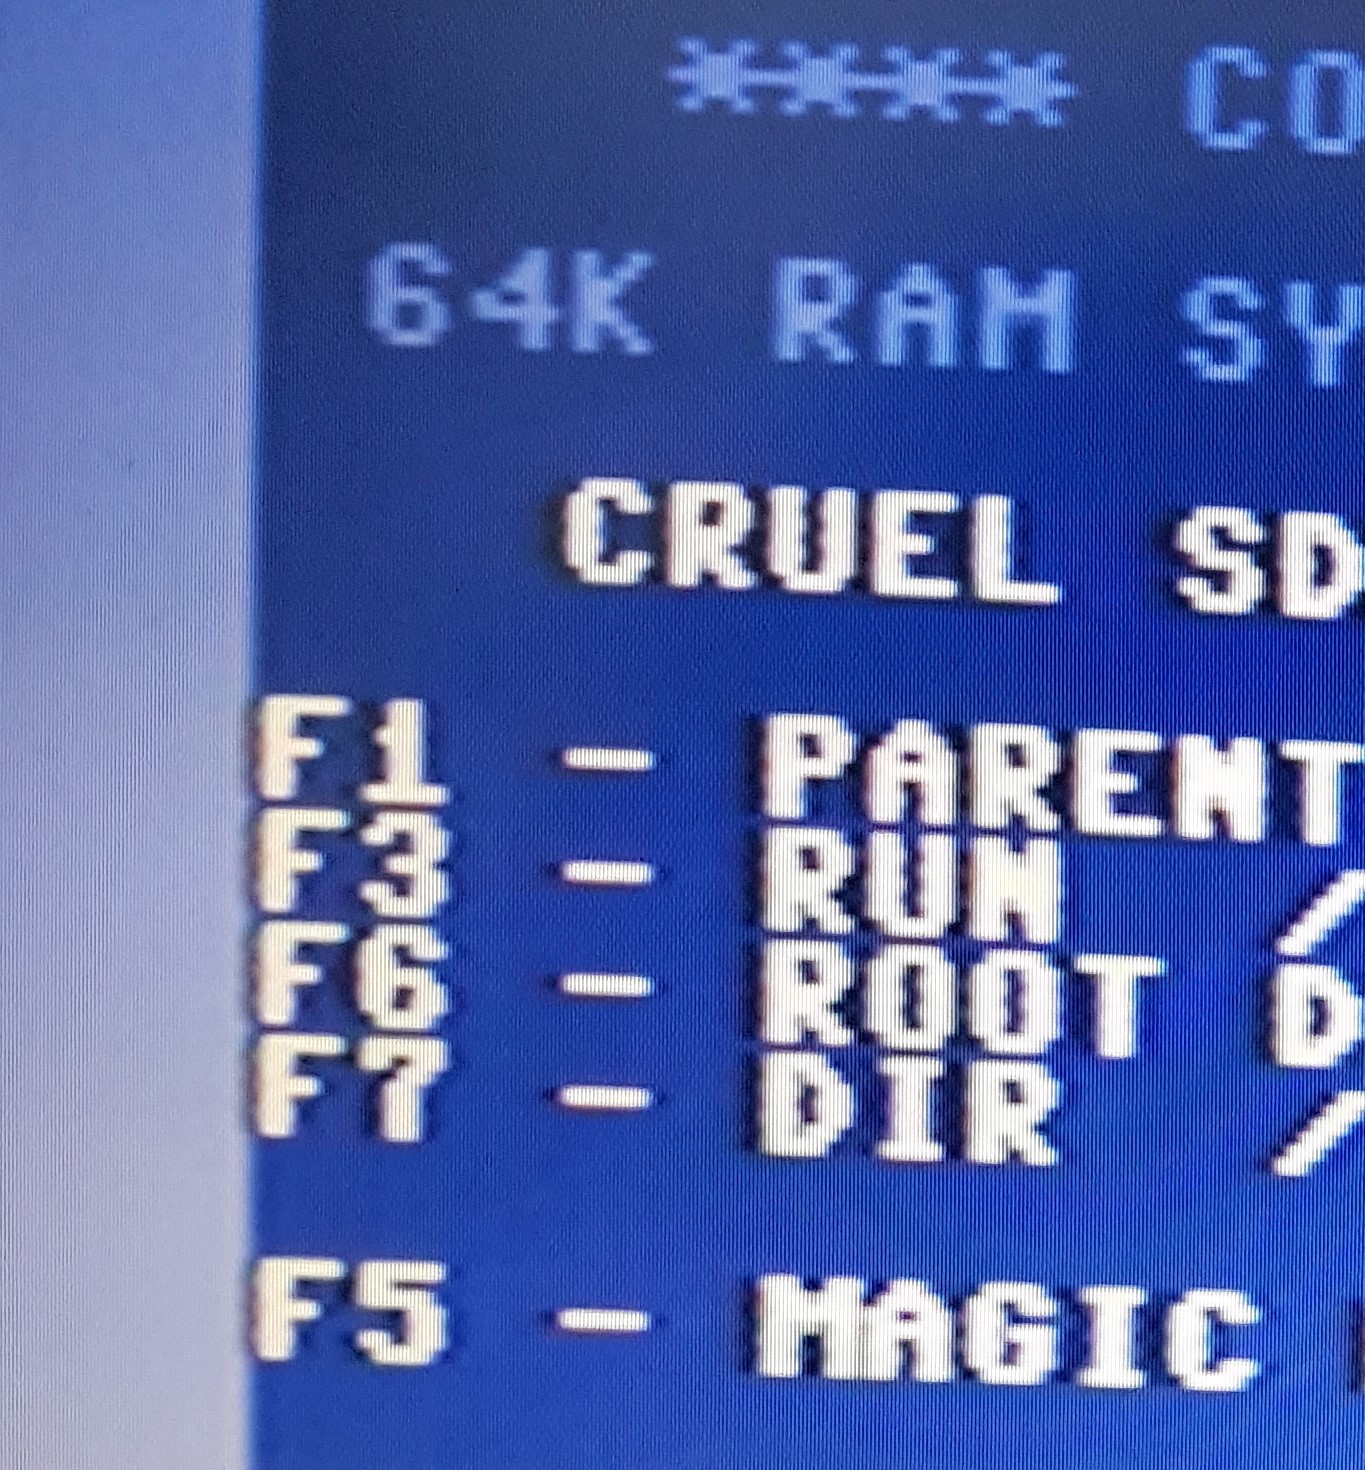 **** CO
64K RAM SY
CRUEL SD
F1 - PARENT
F3 - RUN /
F6 - ROOT D
F7 - DIR /
F5 - MAGIC